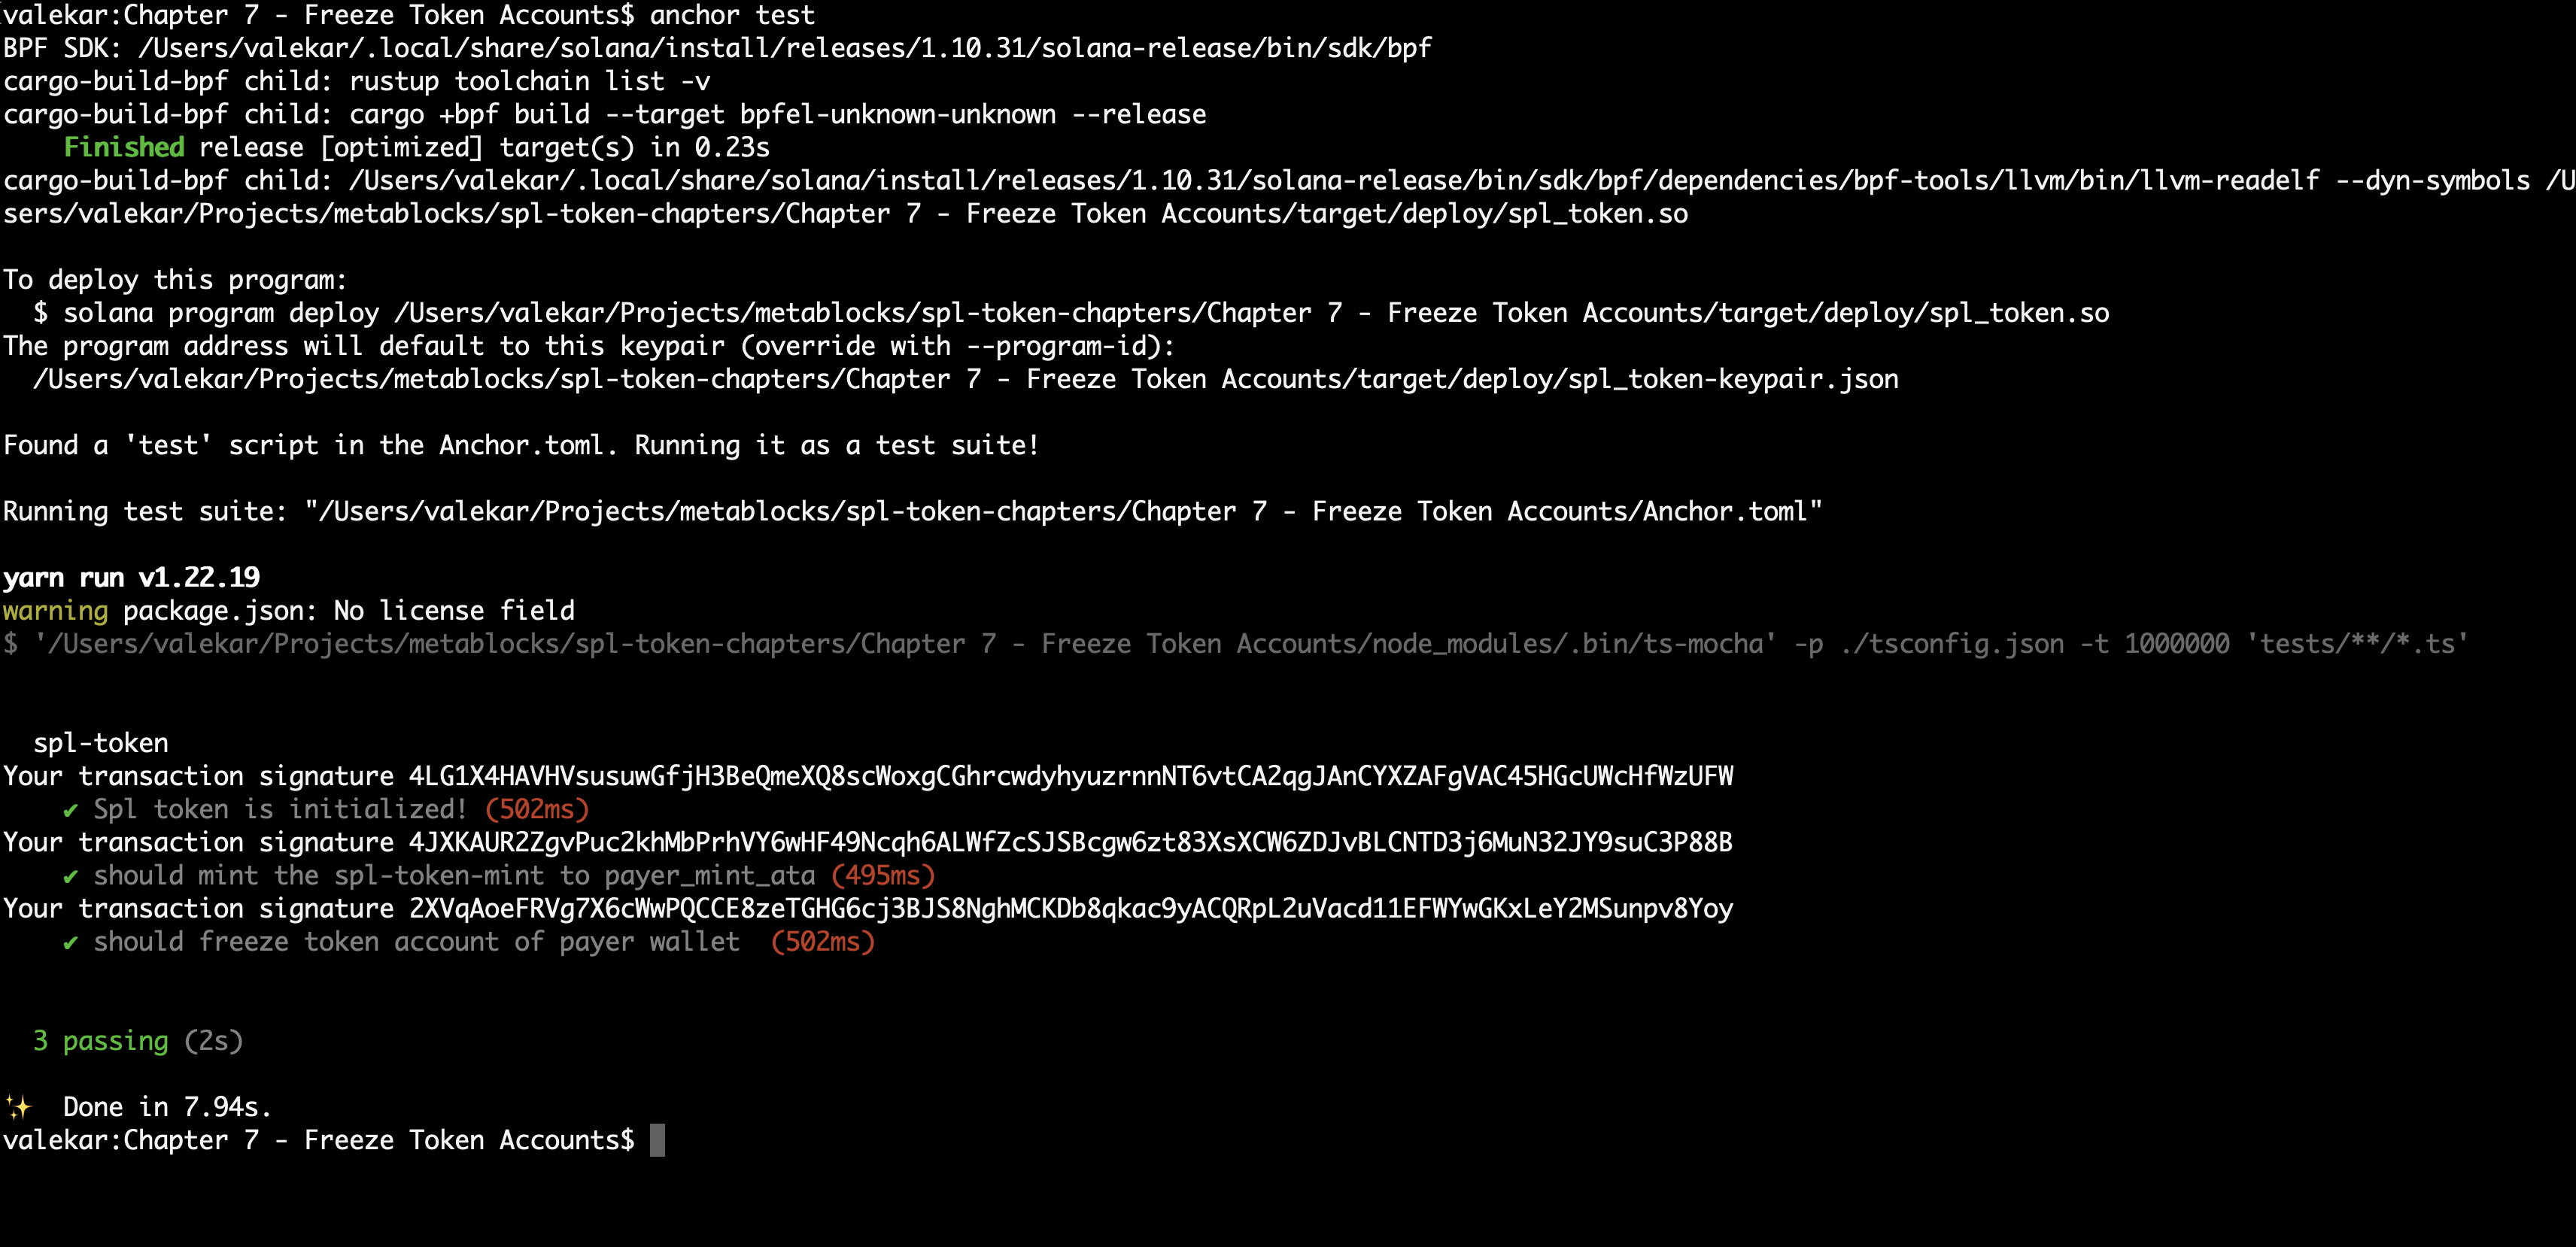 valekar:Chapter 7 - Freeze Token Accounts$ anchor test
BPF SDK: /Users/valekar/.local/share/solana/install/releases/1.10.31/solana-release/bin/sdk/bpf
cargo-build-bpf child: rustup toolchain list -v
cargo-build-bpf child: cargo +bpf build --target bpfel-unknown-unknown --release
    Finished release [optimized] target(s) in 0.23s
cargo-build-bpf child: /Users/valekar/.local/share/solana/install/releases/1.10.31/solana-release/bin/sdk/bpf/dependencies/bpf-tools/llvm/bin/llvm-readelf --dyn-symbols /U
sers/valekar/Projects/metablocks/spl-token-chapters/Chapter 7 - Freeze Token Accounts/target/deploy/spl_token.so

To deploy this program:
  $ solana program deploy /Users/valekar/Projects/metablocks/spl-token-chapters/Chapter 7 - Freeze Token Accounts/target/deploy/spl_token.so
The program address will default to this keypair (override with --program-id):
  /Users/valekar/Projects/metablocks/spl-token-chapters/Chapter 7 - Freeze Token Accounts/target/deploy/spl_token-keypair.json

Found a 'test' script in the Anchor.toml. Running it as a test suite!

Running test suite: "/Users/valekar/Projects/metablocks/spl-token-chapters/Chapter 7 - Freeze Token Accounts/Anchor.toml"

yarn run v1.22.19
warning package.json: No license field
$ '/Users/valekar/Projects/metablocks/spl-token-chapters/Chapter 7 - Freeze Token Accounts/node_modules/.bin/ts-mocha' -p ./tsconfig.json -t 1000000 'tests/**/*.ts'

  spl-token
Your transaction signature 4LG1X4HAVHVsusuwGfjH3BeQmeXQ8scWoxgCGhrcwdyhyuzrnnNT6vtCA2qgJAnCYXZAFgVAC45HGcUWcHfWzUFW
    ✔ Spl token is initialized! (502ms)
Your transaction signature 4JXKAUR2ZgvPuc2khMbPrhVY6wHF49Ncqh6ALWfZcSJSBcgw6zt83XsXCW6ZDJvBLCNTD3j6MuN32JY9suC3P88B
    ✔ should mint the spl-token-mint to payer_mint_ata (495ms)
Your transaction signature 2XVqAoeFRVg7X6cWwPQCCE8zeTGHG6cj3BJS8NghMCKDb8qkac9yACQRpL2uVacd11EFWYwGKxLeY2MSunpv8Yoy
    ✔ should freeze token account of payer wallet  (502ms)

  3 passing (2s)

✨  Done in 7.94s.
valekar:Chapter 7 - Freeze Token Accounts$